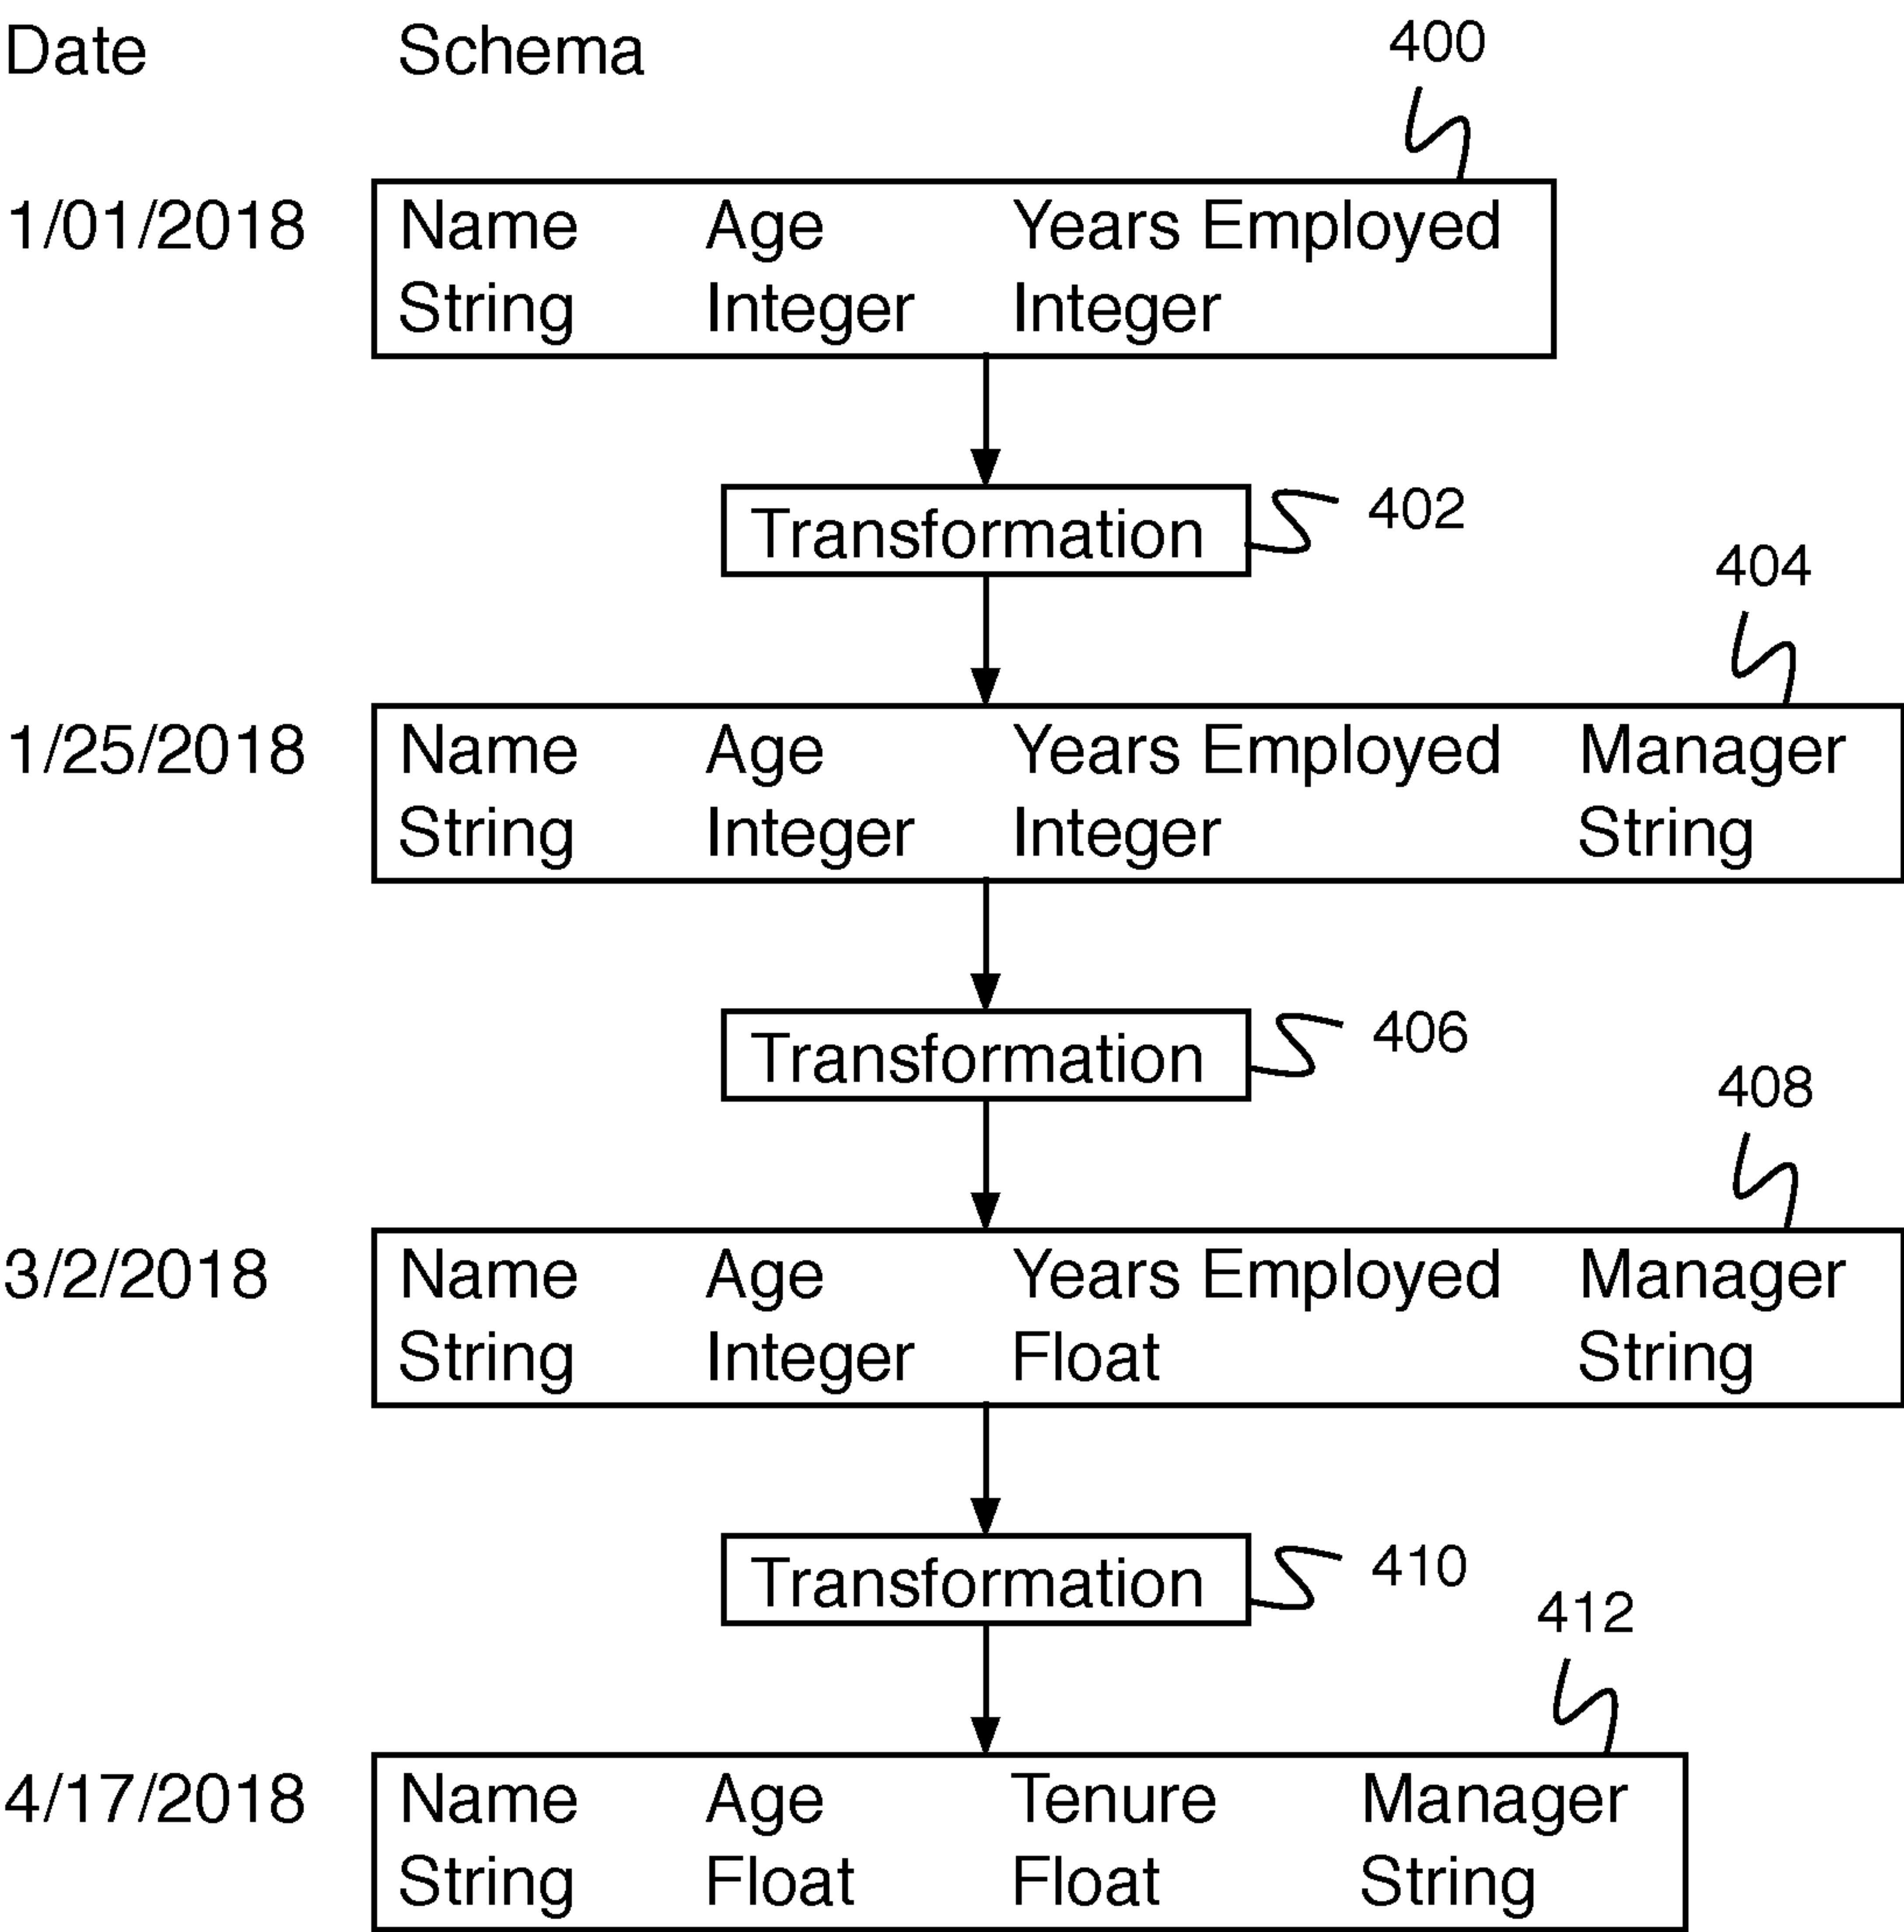 Date Schema 400
1/01/2018 Name Age Years Employed
String Integer Integer
Transformation 402
404
1/25/2018 Name Age Years Employed Manager
String Integer Integer String
Transformation 406
408
3/2/2018 Name Age Years Employed Manager
String Integer Float String
Transformation 410
412
4/17/2018 Name Age Tenure Manager
String Float Float String